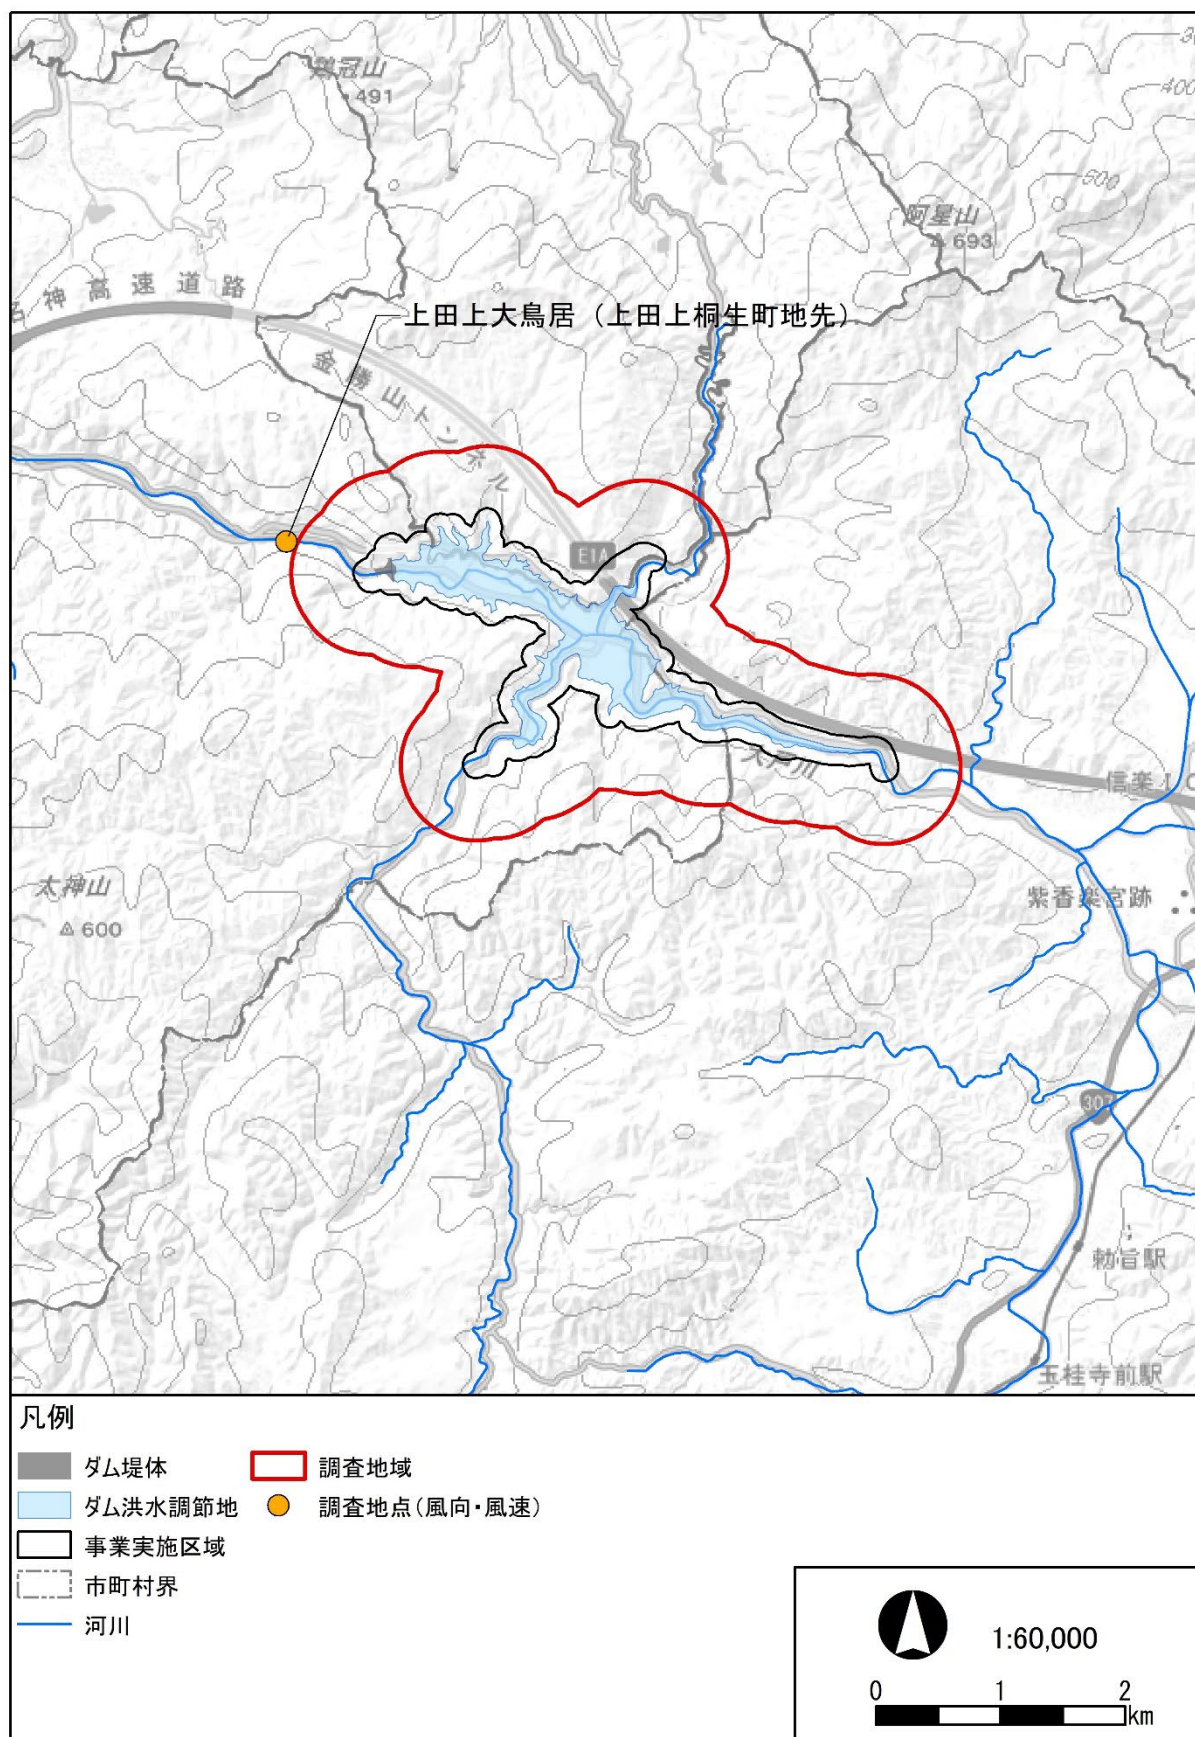 鶏冠山
491
400
600
阿星山
693
名神高速道路
上田上大鳥居（上田上桐生町地先）
金勝山トンネル
E1A
大戸川
信楽IC
太神山
600
紫香楽宮跡
307
勅旨駅
玉桂寺前駅
凡例
ダム堤体
調査地域
ダム洪水調節地
調査地点（風向・風速）
事業実施区域
市町村界
河川
1:60,000
0 1 2
km